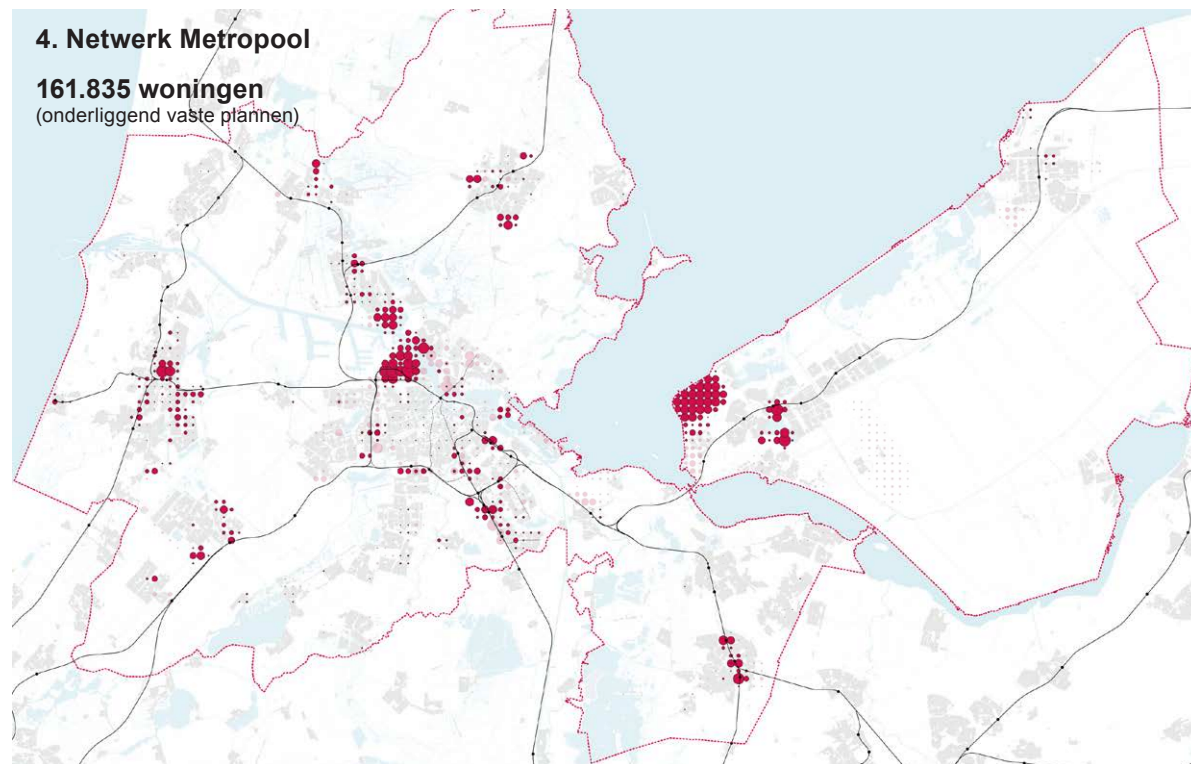 4. Netwerk Metropool
161.835 woningen
(onderliggend vaste plannen)